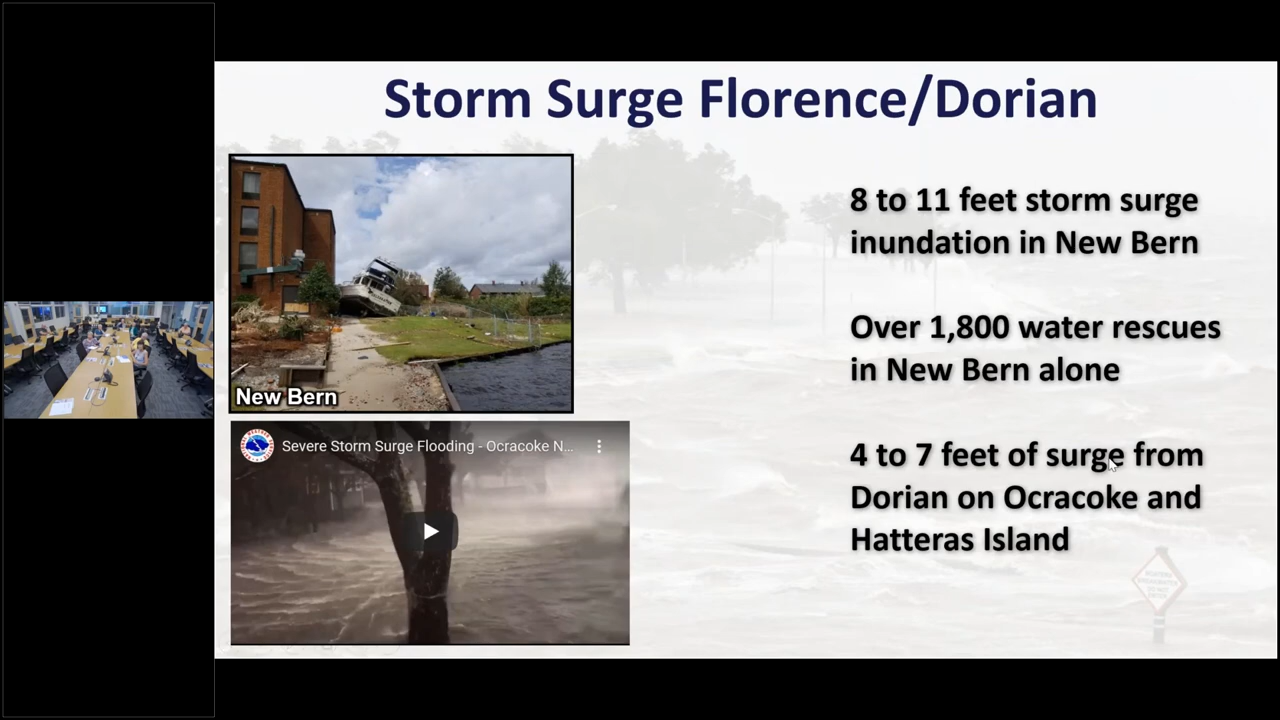 Storm Surge Florence/Dorian
8 to 11 feet storm surge
inundation in New Bern
Over 1,800 water rescues
in New Bern alone
4 to 7 feet of surge from
Dorian on Ocracoke and
Hatteras Island
New Bern
Severe Storm Surge Flooding - Ocracoke N...